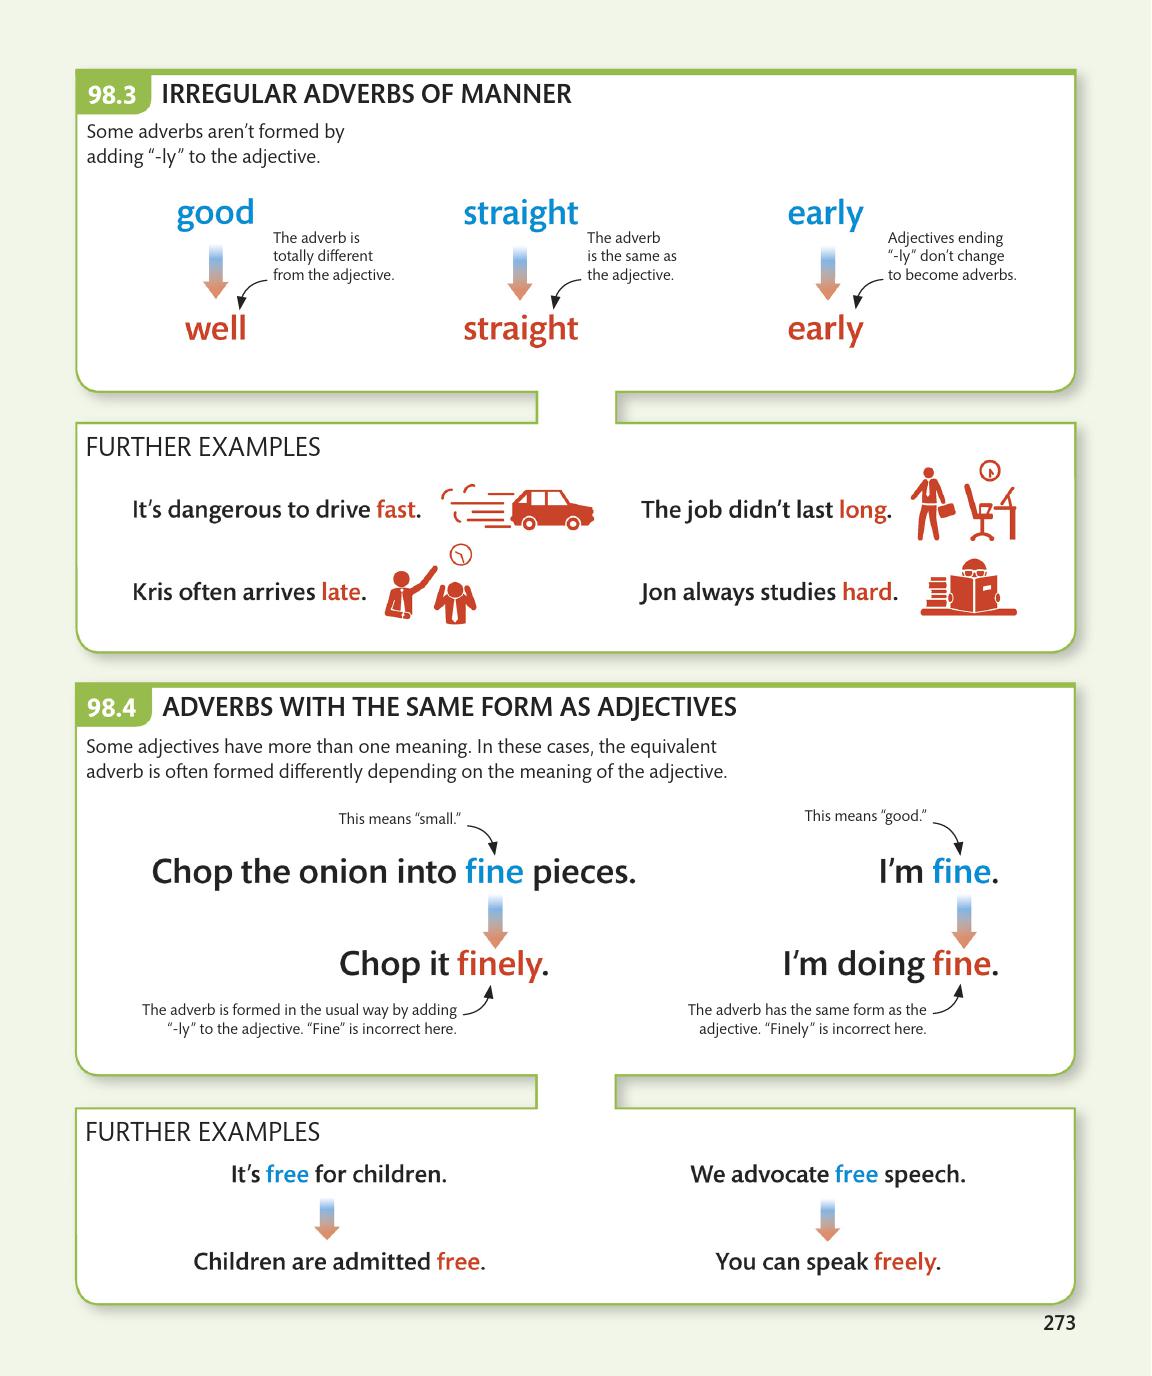 98.3 IRREGULAR ADVERBS OF MANNER
Some adverbs aren’t formed by
adding “-ly” to the adjective.
good
The adverb is
totally different
from the adjective.
well
straight
The adverb
is the same as
the adjective.
straight
early
Adjectives ending
“-ly” don’t change
to become adverbs.
early
FURTHER EXAMPLES
It’s dangerous to drive fast.
The job didn’t last long.
Kris often arrives late.
Jon always studies hard.
98.4 ADVERBS WITH THE SAME FORM AS ADJECTIVES
Some adjectives have more than one meaning. In these cases, the equivalent
adverb is often formed differently depending on the meaning of the adjective.
This means “small.”
Chop the onion into fine pieces.
Chop it finely.
The adverb is formed in the usual way by adding
“-ly” to the adjective. “Fine” is incorrect here.
This means “good.”
I’m fine.
I’m doing fine.
The adverb has the same form as the
adjective. “Finely” is incorrect here.
FURTHER EXAMPLES
It’s free for children.
Children are admitted free.
We advocate free speech.
You can speak freely.
273